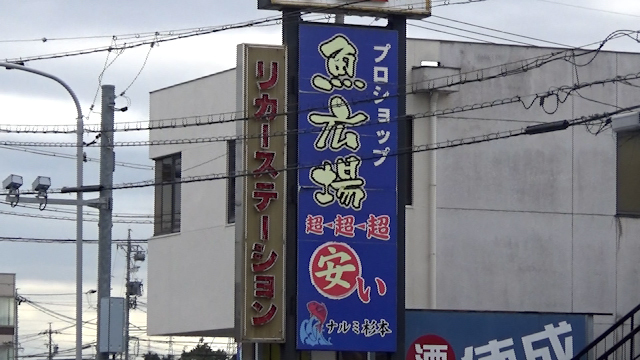 プロショップ
魚広場
超・超・超
安い
ナルミ杉本
リカーステーション
酒